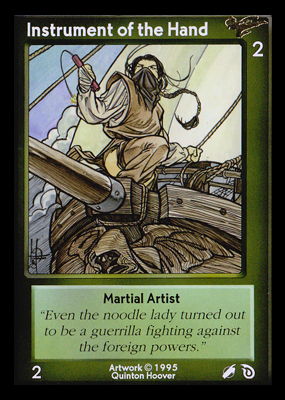 Instrument of the Hand
2
Martial Artist
"Even the noodle lady turned out
to be a guerrilla fighting against
the foreign powers."
Artwork © 1995
Quinton Hoover
2